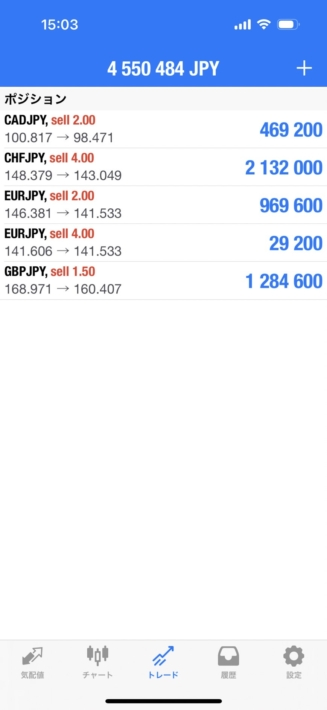 15:03
4 550 484 JPY
ポジション
CADJPY, sell 2.00
469 200
100.817 → 98.471
CHFJPY, sell 4.00
2 132 000
148.379 → 143.049
EURJPY, sell 2.00
969 600
146.381 → 141.533
EURJPY, sell 4.00
29 200
141.606 → 141.533
GBPJPY, sell 1.50
1 284 600
168.971 → 160.407
気配値 チャート トレード 履歴 設定